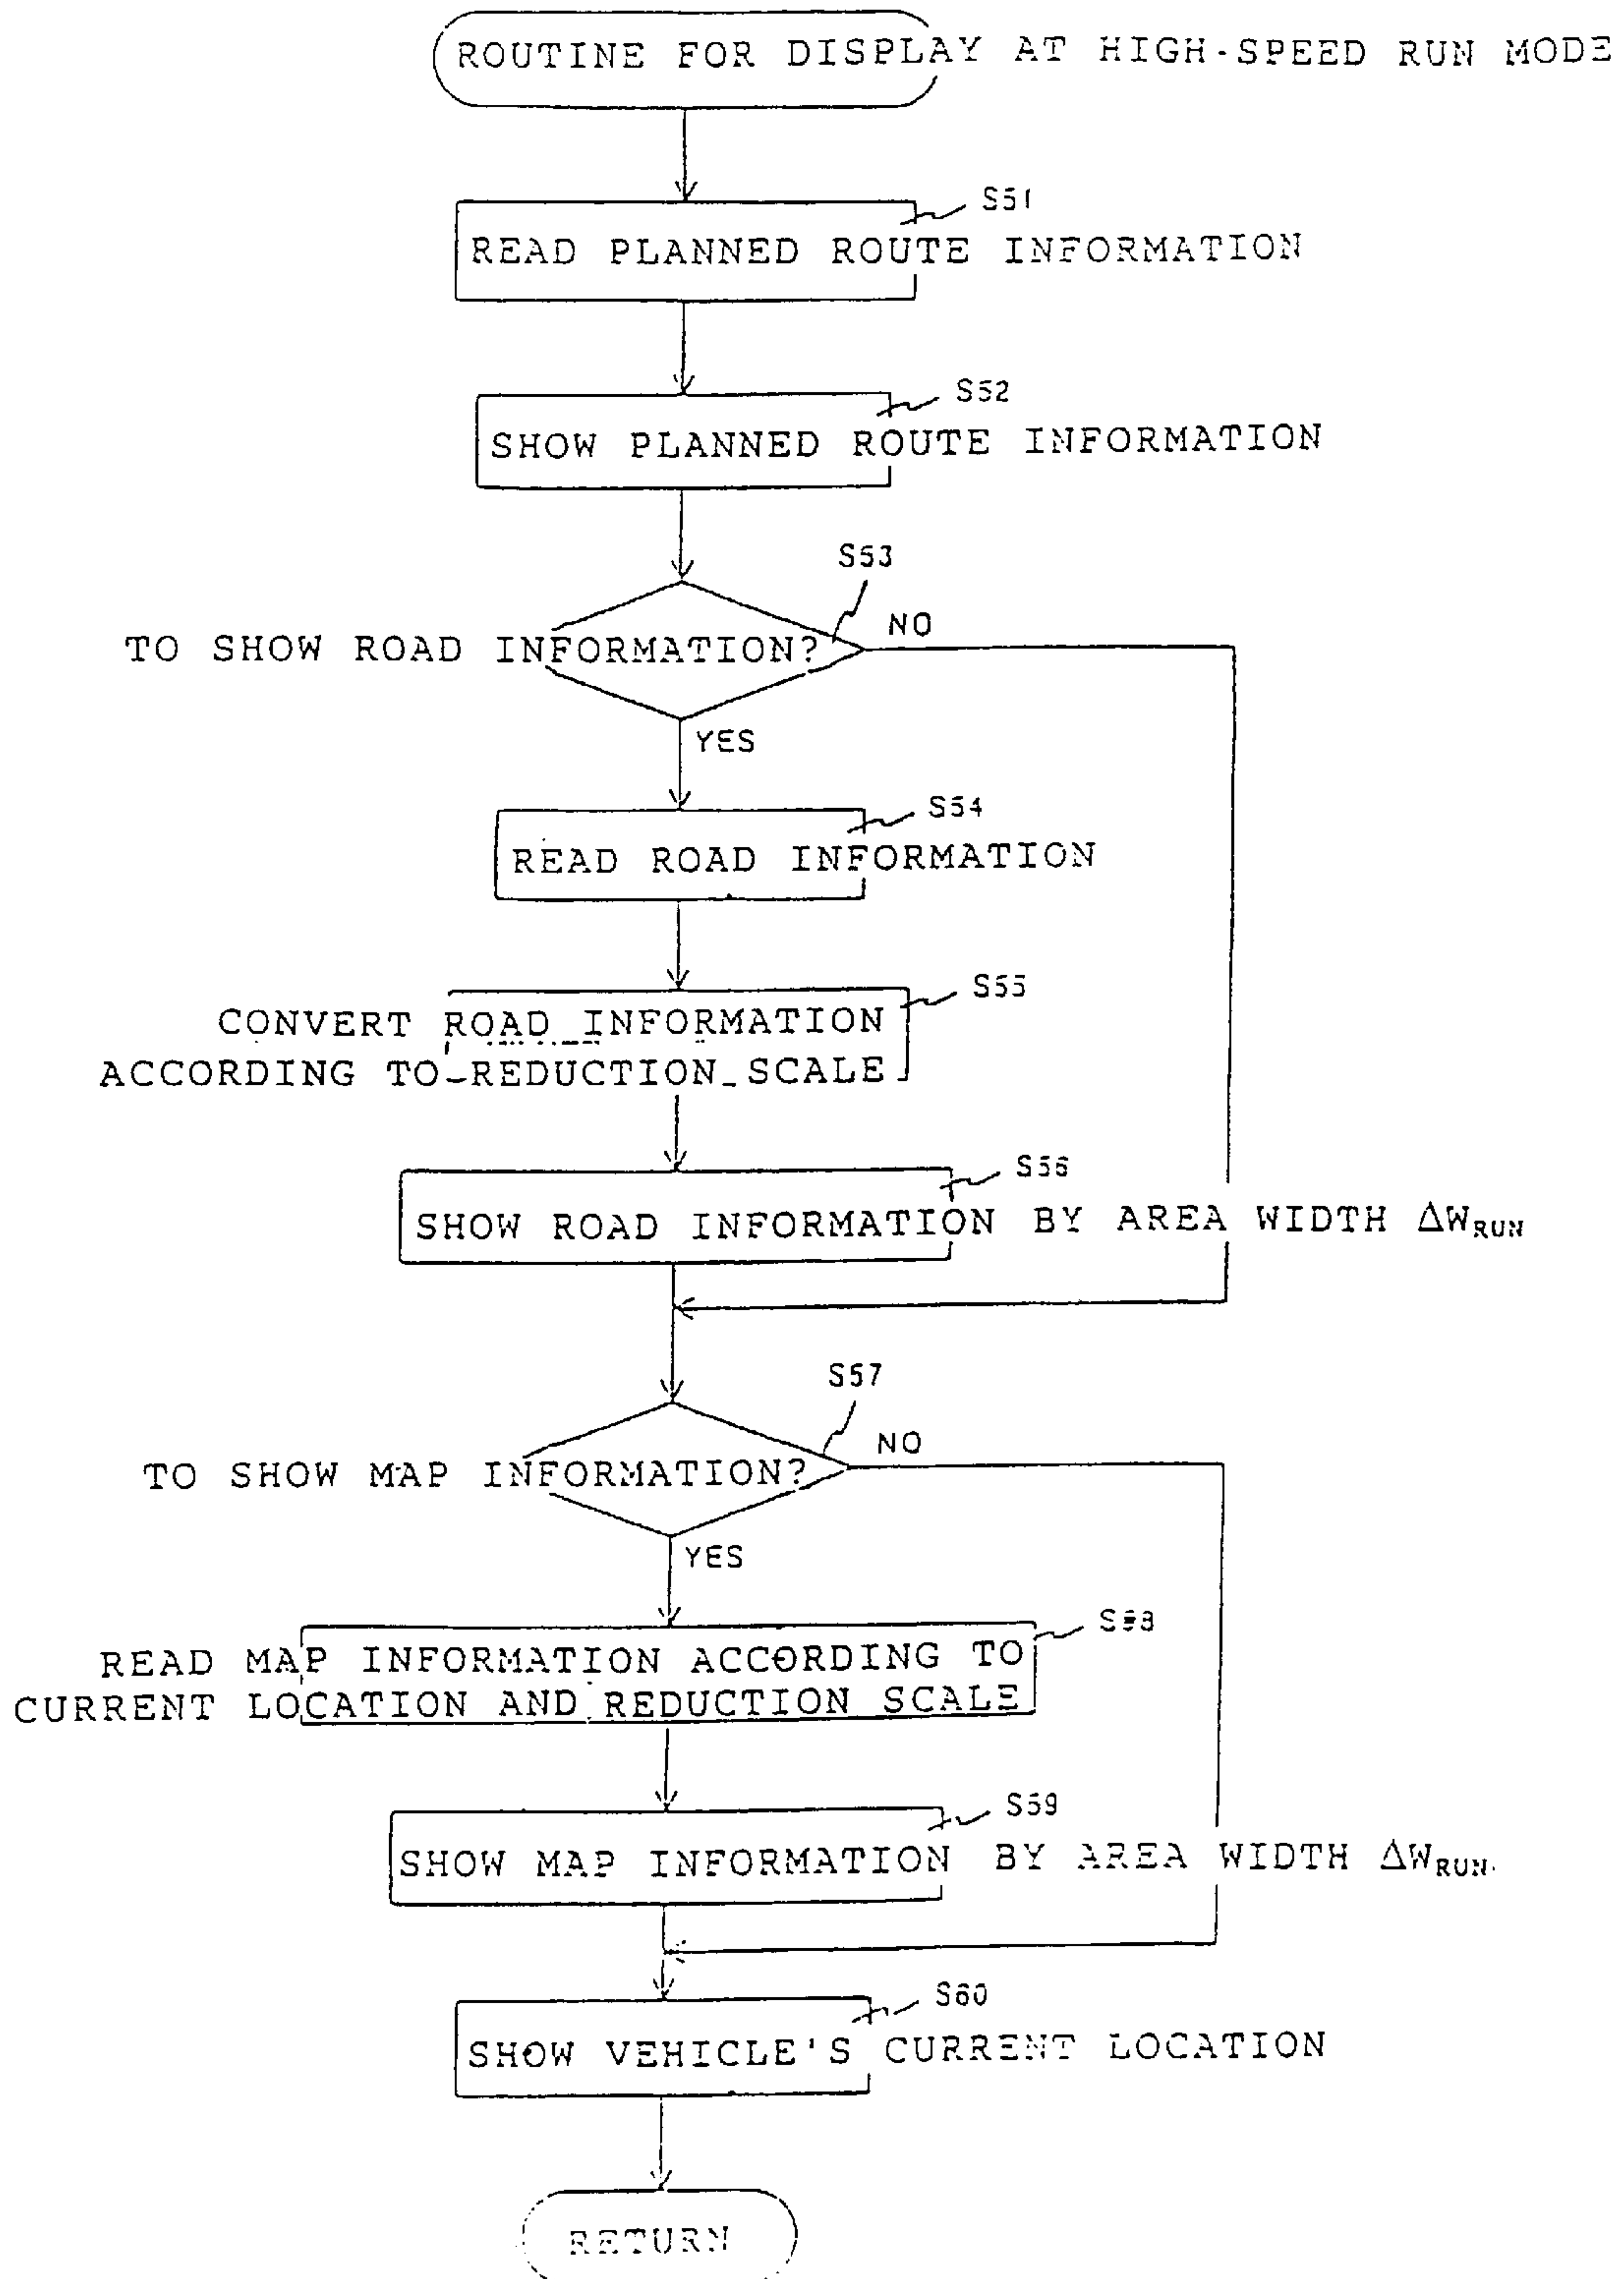 ROUTINE FOR DISPLAY AT HIGH-SPEED RUN MODE
S51
READ PLANNED ROUTE INFORMATION
S52
SHOW PLANNED ROUTE INFORMATION
S53
TO SHOW ROAD INFORMATION?
NO
YES
S54
READ ROAD INFORMATION
S55
CONVERT ROAD INFORMATION
ACCORDING TO REDUCTION SCALE
S56
SHOW ROAD INFORMATION BY AREA WIDTH ΔW_RUN
S57
TO SHOW MAP INFORMATION?
NO
YES
S58
READ MAP INFORMATION ACCORDING TO
CURRENT LOCATION AND REDUCTION SCALE
S59
SHOW MAP INFORMATION BY AREA WIDTH ΔW_RUN
S60
SHOW VEHICLE'S CURRENT LOCATION
RETURN